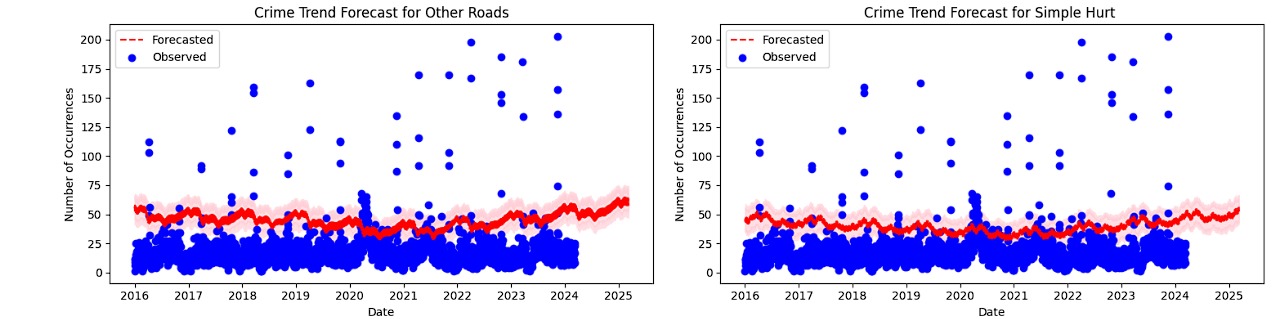 Crime Trend Forecast for Other Roads
Number of Occurrences
200
175
150
125
100
75
50
25
0
Forecasted
Observed
2016 2017 2018 2019 2020 2021 2022 2023 2024 2025
Date
Crime Trend Forecast for Simple Hurt
Number of Occurrences
200
175
150
125
100
75
50
25
0
Forecasted
Observed
2016 2017 2018 2019 2020 2021 2022 2023 2024 2025
Date